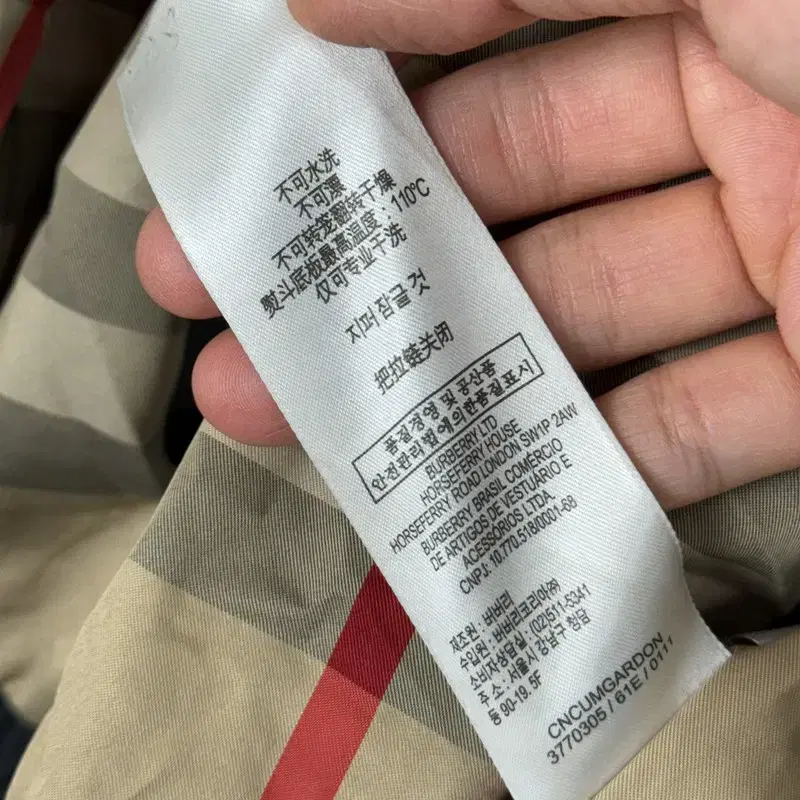 不可水洗
不可漂
不可转笼翻转干燥
熨斗底板最高温度：110℃
仅可专业干洗
지퍼잠글것
把拉链关闭
품질경영 및 공산품
안전관리법에의한품질표시
BURBERRY LTD
HORSEFERRY HOUSE
HORSEFERRY ROAD LONDON SW1P 2AW
BURBERRY BRASIL COMERCIO
DE ARTIGOS DE VESTUÁRIO E
ACESSÓRIOS LTDA.
CNPJ: 10.770.518/0001-68
제조원 : 버버리
수입원 : 버버리코리아㈜
소비자상담실 : (02)511-5341
주소 : 서울시 강남구 청담
동 90-19. 5F
CNCUMGARDON
3770305 / 61E / 0111